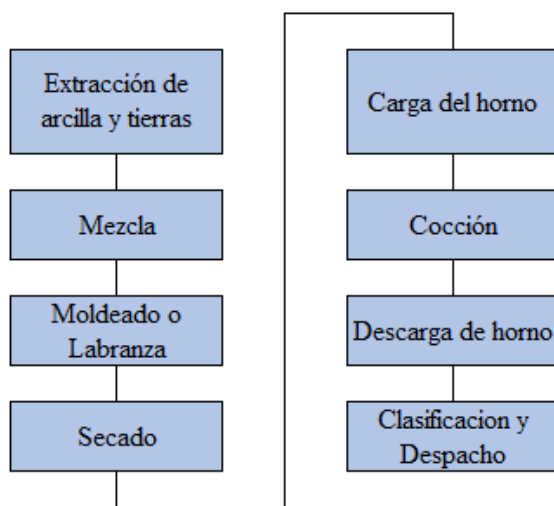 Extracción de
arcilla y tierras
Mezcla
Moldeado o
Labranza
Secado
Carga del horno
Cocción
Descarga de horno
Clasificacion y
Despacho